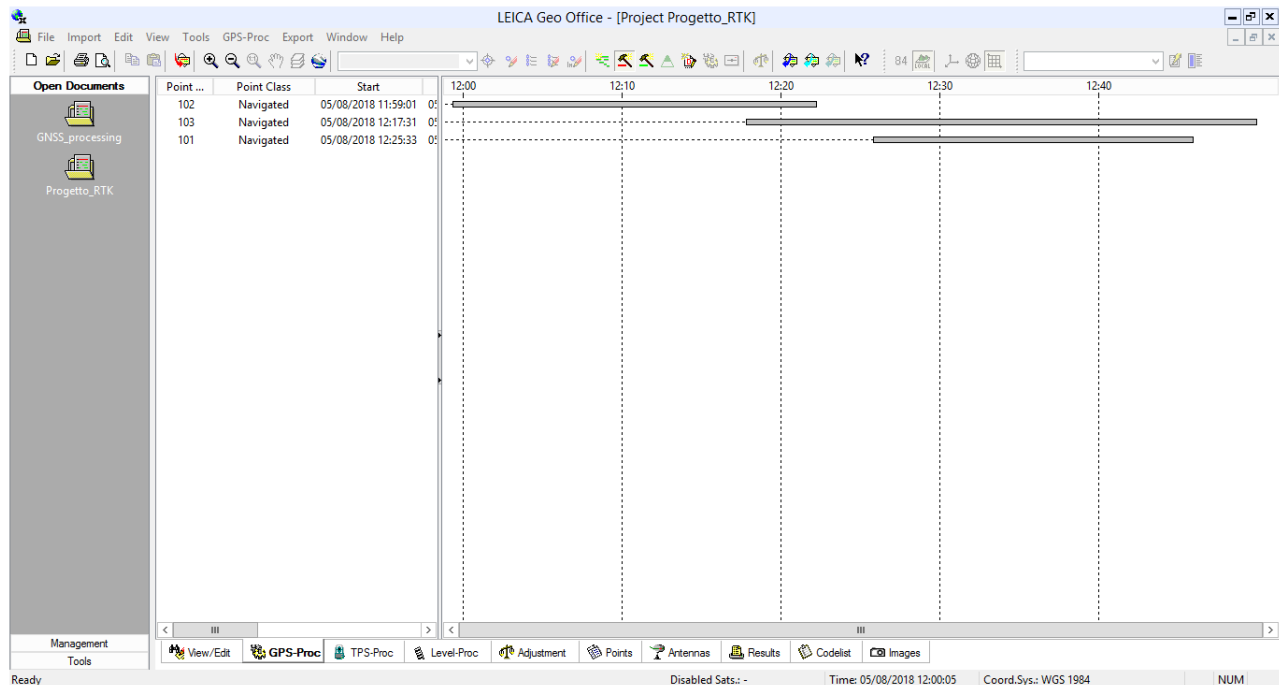 LEICA Geo Office - [Project Progetto_RTK]
File Import Edit View Tools GPS-Proc Export Window Help
84 LOCAL
Open Documents
GNSS_processing
Progetto_RTK
Management
Tools
Point ... Point Class Start
102 Navigated 05/08/2018 11:59:01 05
103 Navigated 05/08/2018 12:17:31 05
101 Navigated 05/08/2018 12:25:33 05
12:00 12:10 12:20 12:30 12:40
View/Edit GPS-Proc TPS-Proc Level-Proc Adjustment Points Antennas Results Codelist Images
Ready Disabled Sats.: - Time: 05/08/2018 12:00:05 Coord.Sys.: WGS 1984 NUM